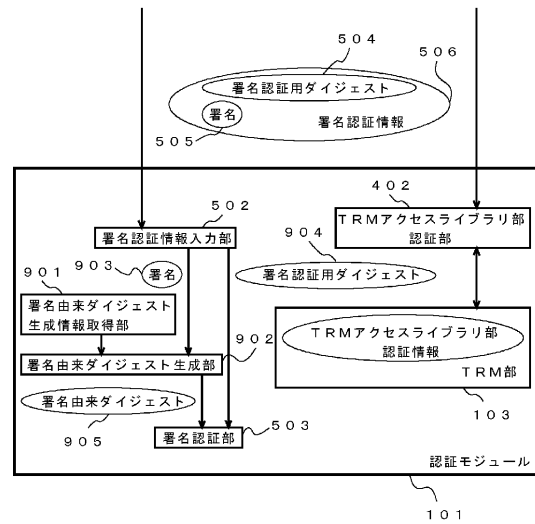 ５０４
５０６
署名認証用ダイジェスト
署名
署名認証情報
５０５
４０２
５０２
TRMアクセスライブラリ部
認証部
署名認証情報入力部
９０４
９０３
署名
署名認証用ダイジェスト
９０１
署名由来ダイジェスト
生成情報取得部
TRMアクセスライブラリ部
認証情報
９０２
署名由来ダイジェスト生成部
TRM部
署名由来ダイジェスト
５０３
１０３
９０５
署名認証部
認証モジュール
１０１